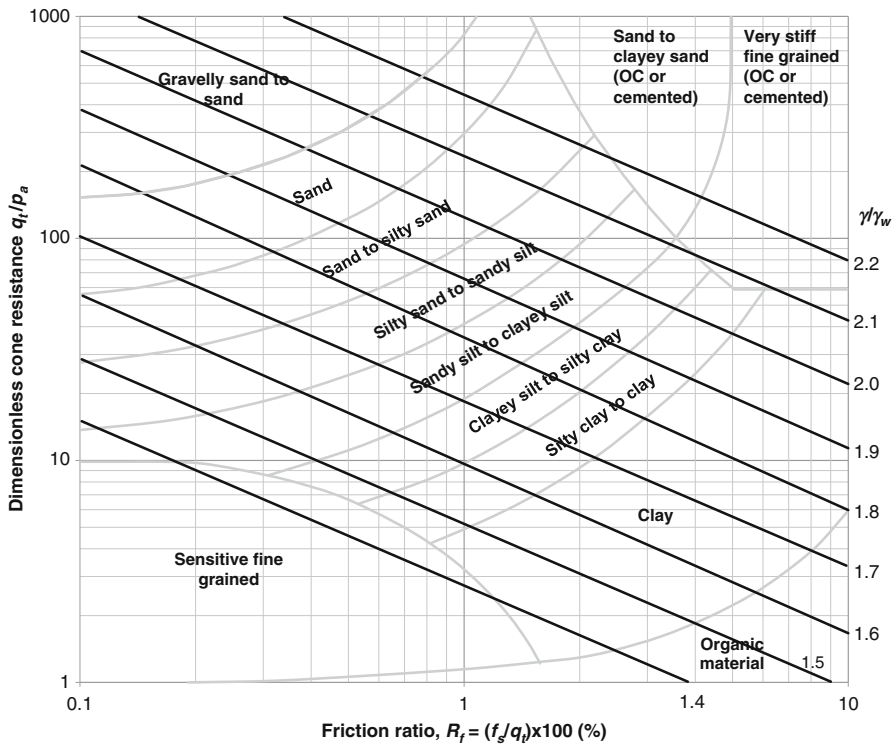 1000
100
10
1
Dimensionless cone resistance qt/pa
Gravelly sand to
sand
Sand to
clayey sand
(OC or
cemented)
Very stiff
fine grained
(OC or
cemented)
Sand
Sand to silty sand
Silty sand to sandy silt
Sandy silt to clayey silt
Clayey silt to silty clay
Silty clay to clay
Clay
Sensitive fine
grained
Organic
material
γ/γw
2.2
2.1
2.0
1.9
1.8
1.7
1.6
1.5
1.4
0.1
1
10
Friction ratio, Rf = (fs/qt)x100 (%)